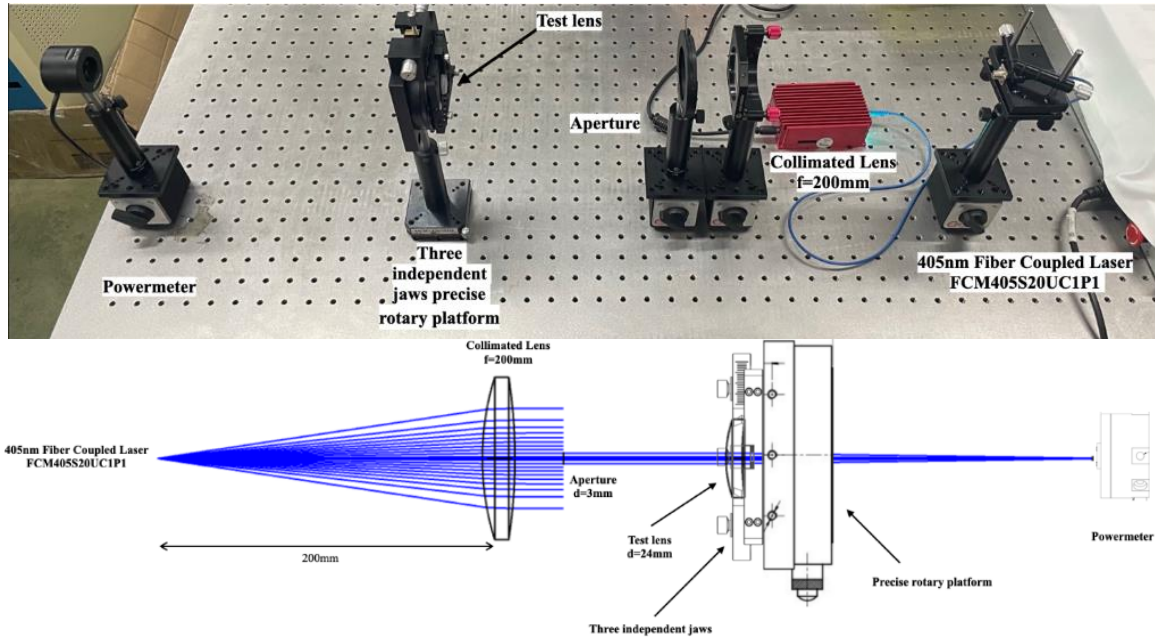 Test lens
Aperture
Collimated Lens
f=200mm
Powermeter
Three
independent
jaws precise
rotary platform
405nm Fiber Coupled Laser
FCM405S20UC1P1
Collimated Lens
f=200mm
405nm Fiber Coupled Laser
FCM405S20UC1P1
Aperture
d=3mm
200mm
Test lens
d=24mm
Three independent jaws
Precise rotary platform
Powermeter